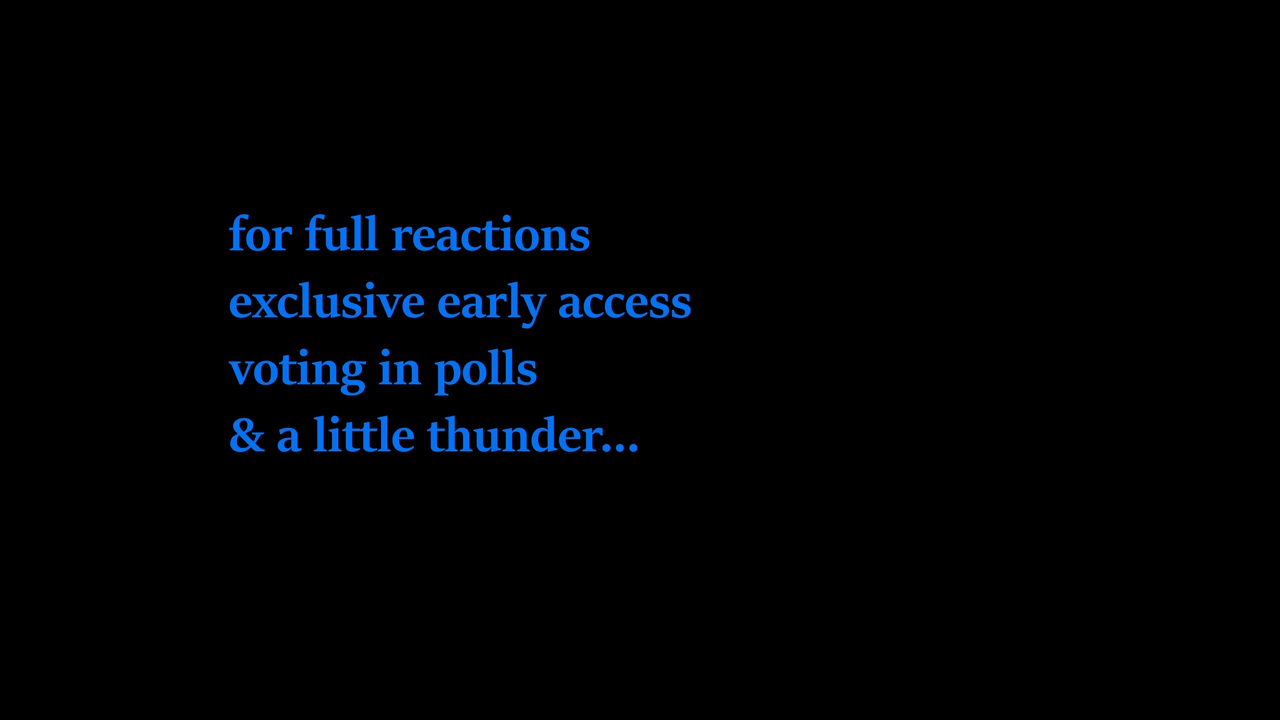 for full reactions
exclusive early access
voting in polls
& a little thunder...